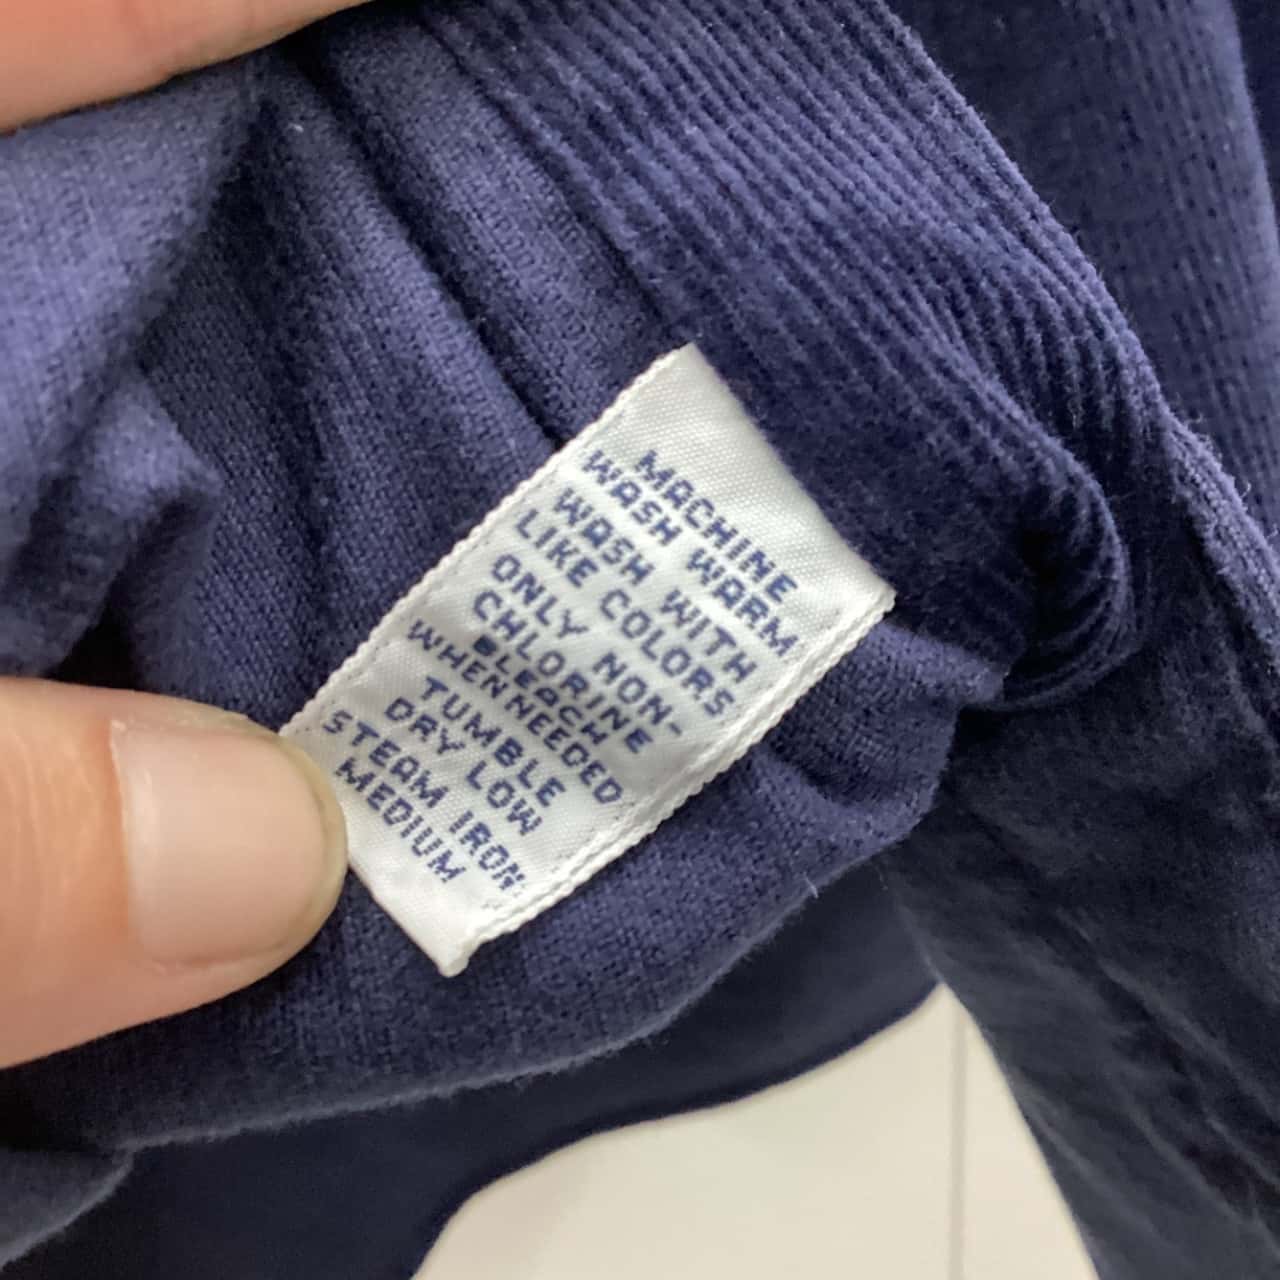 MACHINE
WASH WARM
WASH WITH
LIKE COLORS
ONLY NON-
CHLORINE
BLEACH
WHEN NEEDED
TUMBLE
DRY LOW
STEAM IRON
MEDIUM